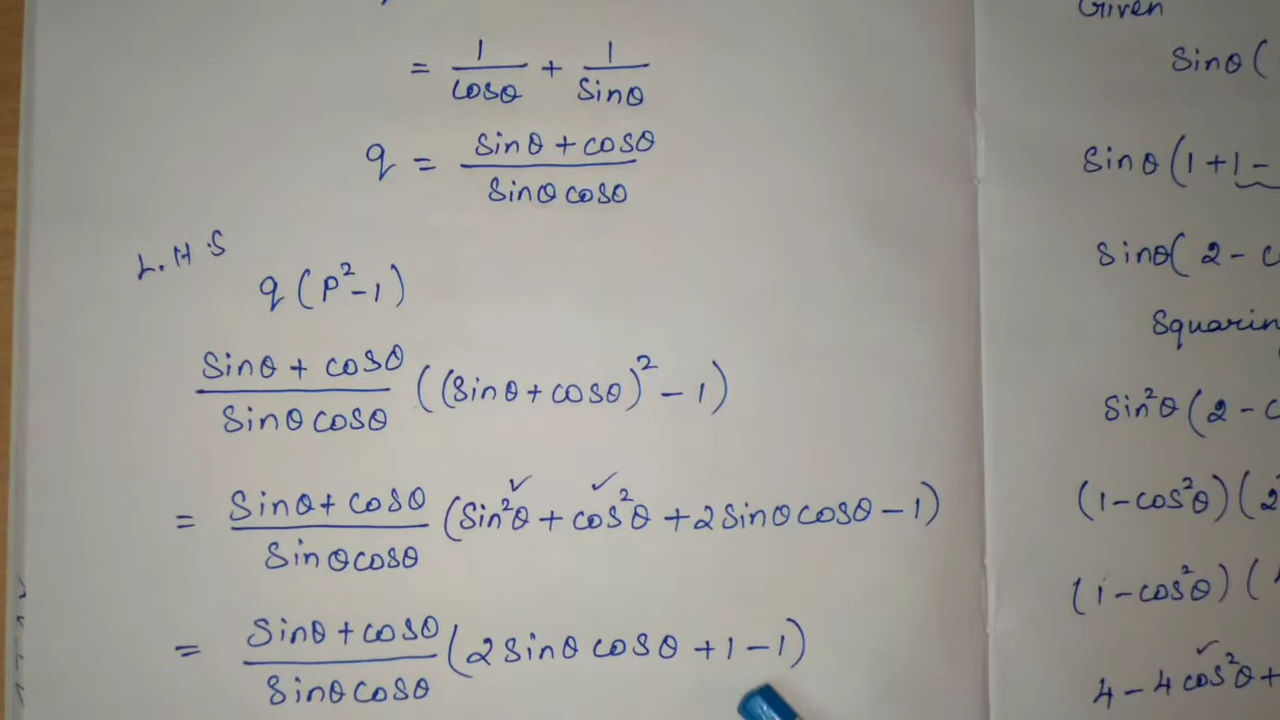 = 1/cosθ + 1/sinθ
q = (sinθ + cosθ)/(sinθ cosθ)
L.H.S
q (P²-1)
(sinθ + cosθ)/(sinθ cosθ) ((sinθ + cosθ)² - 1)
= (sinθ + cosθ)/(sinθ cosθ) (sin²θ + cos²θ + 2 sinθ cosθ - 1)
= (sinθ + cosθ)/(sinθ cosθ) (2 sinθ cosθ + 1 - 1)
Given
sinθ (
sinθ (1 + 1 -
sinθ ( 2 - c
Squarin
sin²θ ( 2 - c
(1 - cos²θ) ( 2
(1 - cos²θ) (
4 - 4 cos²θ +